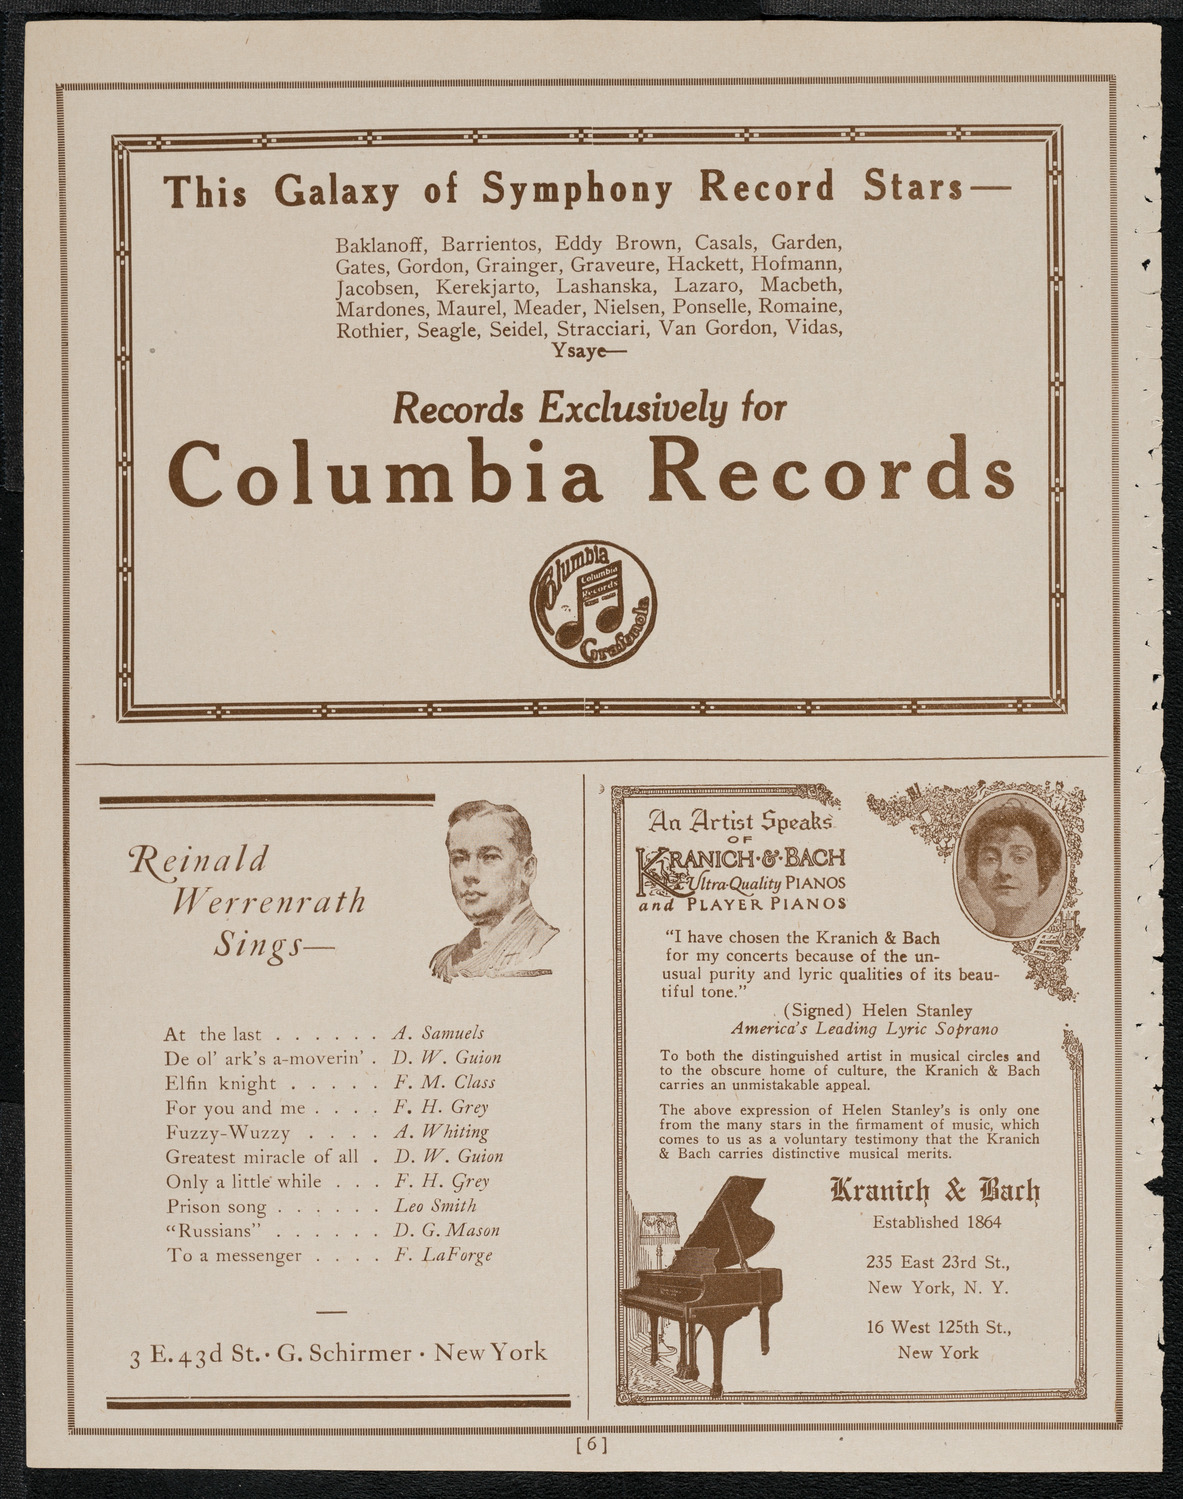 This Galaxy of Symphony Record Stars—
Baklanoff, Barrientos, Eddy Brown, Casals, Garden,
Gates, Gordon, Grainger, Graveure, Hackett, Hofmann,
Jacobsen, Kerekjarto, Lashanska, Lazaro, Macbeth,
Mardones, Maurel, Meader, Nielsen, Ponselle, Romaine,
Rothier, Seagle, Seidel, Stracciari, Van Gordon, Vidas,
Ysaye—
Records Exclusively for
Columbia Records
Columbia
Columbia
Records
Grafonola
Reinald
Werrenrath
Sings—
At the last . . . . . . A. Samuels
De ol' ark's a-moverin' . D. W. Guion
Elfin knight . . . . . F. M. Class
For you and me . . . . F. H. Grey
Fuzzy-Wuzzy . . . . A. Whiting
Greatest miracle of all . D. W. Guion
Only a little while . . . F. H. Grey
Prison song . . . . . . Leo Smith
"Russians" . . . . . . D. G. Mason
To a messenger . . . . F. LaForge
3 E. 43d St. · G. Schirmer · New York
An Artist Speaks
OF
KRANICH·&·BACH
Ultra-Quality PIANOS
and PLAYER PIANOS
"I have chosen the Kranich & Bach
for my concerts because of the un-
usual purity and lyric qualities of its beau-
tiful tone."
(Signed) Helen Stanley
America's Leading Lyric Soprano
To both the distinguished artist in musical circles and
to the obscure home of culture, the Kranich & Bach
carries an unmistakable appeal.
The above expression of Helen Stanley's is only one
from the many stars in the firmament of music, which
comes to us as a voluntary testimony that the Kranich
& Bach carries distinctive musical merits.
Kranich & Bach
Established 1864
235 East 23rd St.,
New York, N. Y.
16 West 125th St.,
New York
[6]